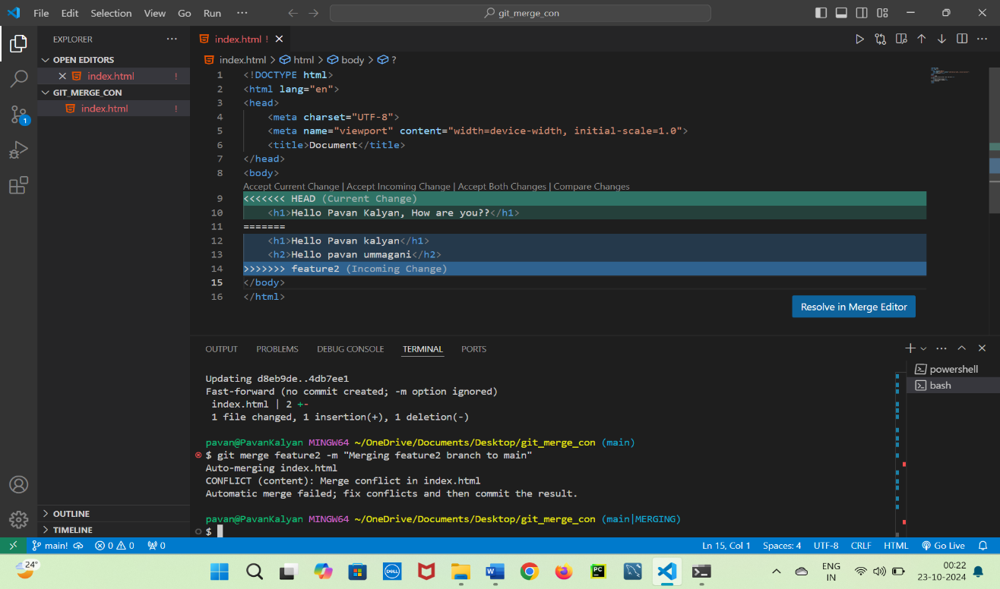 File Edit Selection View Go Run ···
git_merge_con
EXPLORER ···
OPEN EDITORS
index.html !
GIT_MERGE_CON
index.html !
OUTLINE
TIMELINE
index.html !
index.html > html > body > ?
1 <!DOCTYPE html>
2 <html lang="en">
3 <head>
4 <meta charset="UTF-8">
5 <meta name="viewport" content="width=device-width, initial-scale=1.0">
6 <title>Document</title>
7 </head>
8 <body>
Accept Current Change | Accept Incoming Change | Accept Both Changes | Compare Changes
9 <<<<<<< HEAD (Current Change)
10 <h1>Hello Pavan Kalyan, How are you??</h1>
11 =======
12 <h1>Hello Pavan kalyan</h1>
13 <h2>Hello pavan ummagani</h2>
14 >>>>>>> feature2 (Incoming Change)
15 </body>
16 </html>
Resolve in Merge Editor
OUTPUT PROBLEMS DEBUG CONSOLE TERMINAL PORTS
powershell
bash
Updating d8eb9de..4db7ee1
Fast-forward (no commit created; -m option ignored)
index.html | 2 +-
1 file changed, 1 insertion(+), 1 deletion(-)
pavan@PavanKalyan MINGW64 ~/OneDrive/Documents/Desktop/git_merge_con (main)
$ git merge feature2 -m "Merging feature2 branch to main"
Auto-merging index.html
CONFLICT (content): Merge conflict in index.html
Automatic merge failed; fix conflicts and then commit the result.
pavan@PavanKalyan MINGW64 ~/OneDrive/Documents/Desktop/git_merge_con (main|MERGING)
$
1
main! 0 0 0 Ln 15, Col 1 Spaces: 4 UTF-8 CRLF HTML Go Live
24° DELL W PC ENG 00:22
IN 23-10-2024